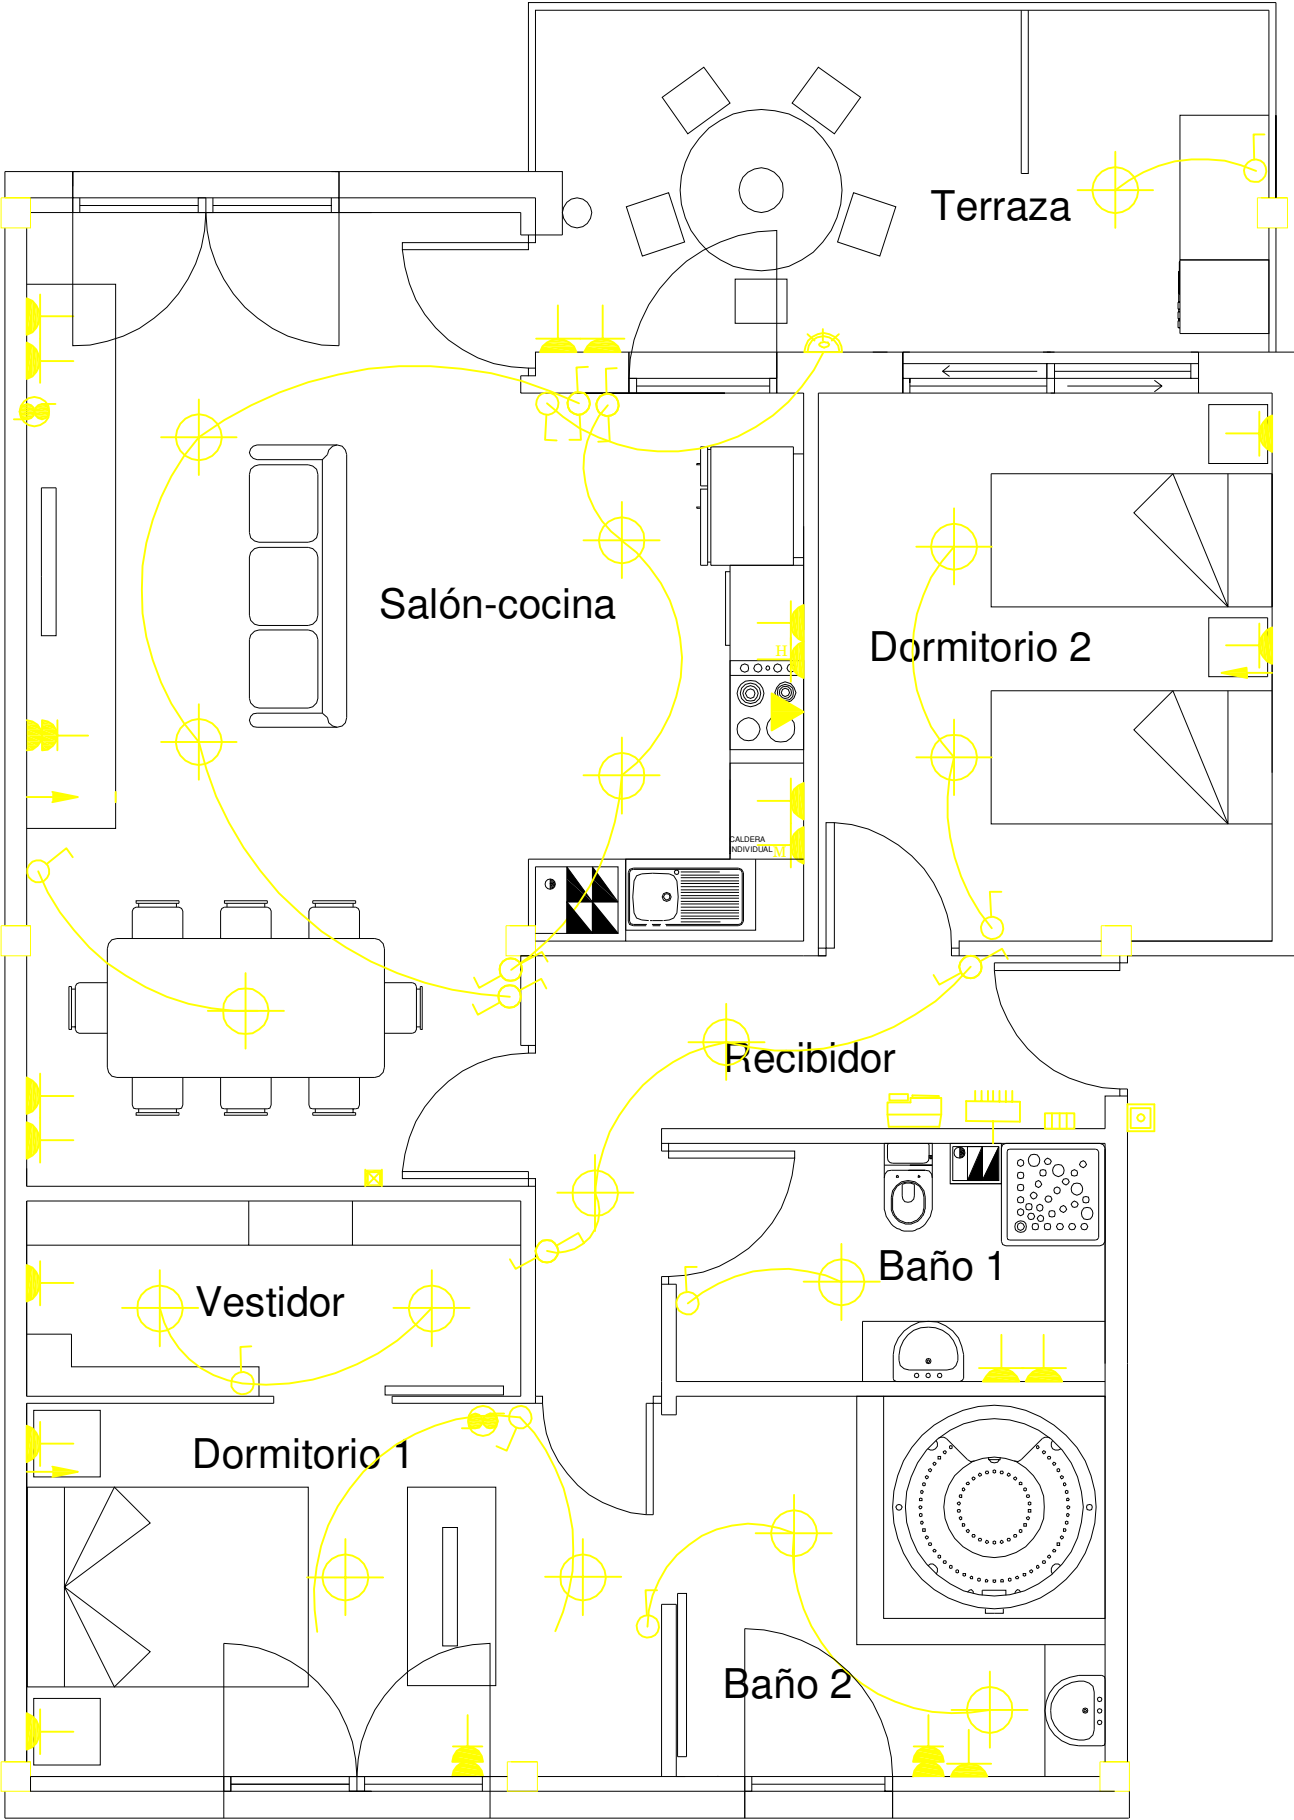 Terraza
Salón-cocina
Dormitorio 2
H
CALDERA
INDIVIDUAL
M
Recibidor
Baño 1
Vestidor
Dormitorio 1
Baño 2